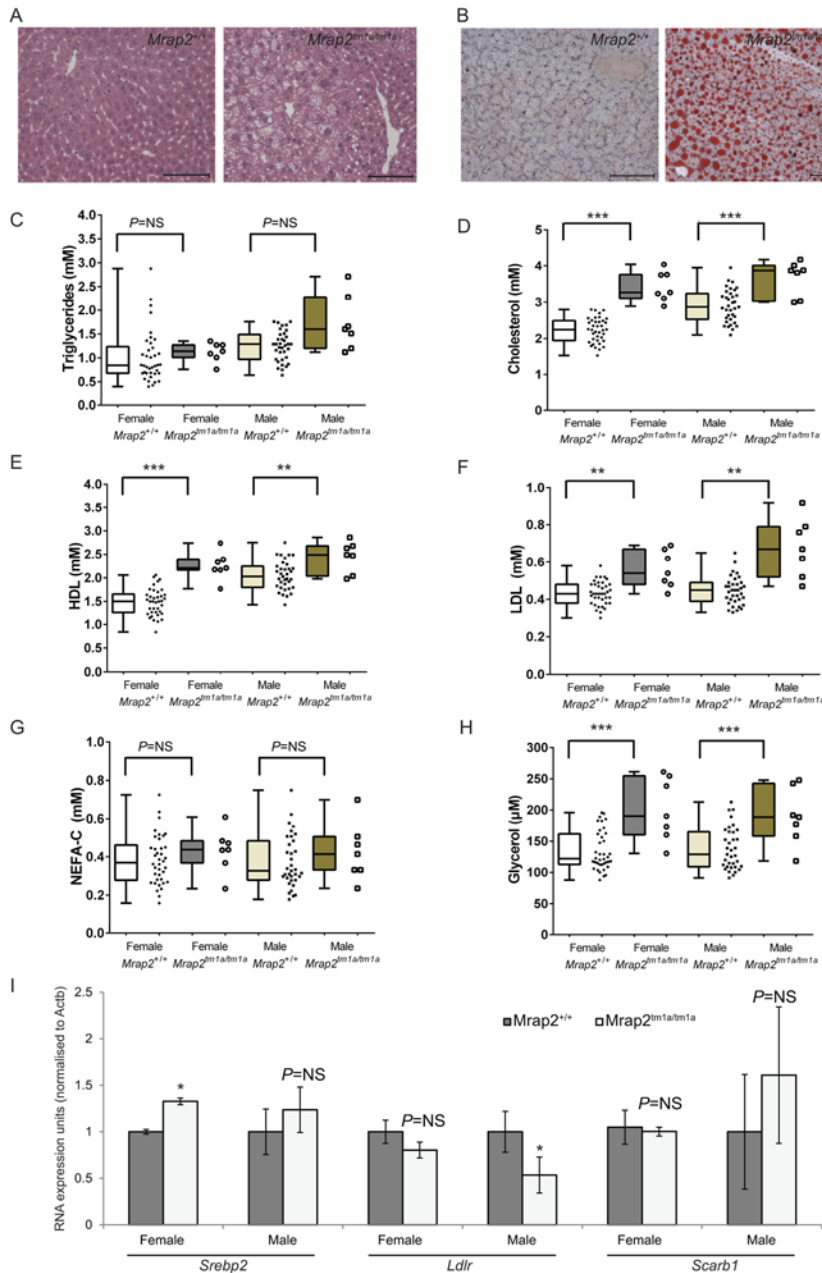 A
Mrap2+/+
Mrap2tm1a/tm1a
B
Mrap2+/+
Mrap2tm1a/tm1a
C
P=NS
P=NS
Triglycerides (mM)
4.0
3.5
3.0
2.5
2.0
1.5
1.0
0.5
0.0
Female Female Male Male
Mrap2+/+ Mrap2tm1a/tm1a Mrap2+/+ Mrap2tm1a/tm1a
D
***
***
Cholesterol (mM)
5
4
3
2
1
0
Female Female Male Male
Mrap2+/+ Mrap2tm1a/tm1a Mrap2+/+ Mrap2tm1a/tm1a
E
***
**
HDL (mM)
4.0
3.5
3.0
2.5
2.0
1.5
1.0
0.5
0.0
Female Female Male Male
Mrap2+/+ Mrap2tm1a/tm1a Mrap2+/+ Mrap2tm1a/tm1a
F
**
**
LDL (mM)
1.0
0.8
0.6
0.4
0.2
0.0
Female Female Male Male
Mrap2+/+ Mrap2tm1a/tm1a Mrap2+/+ Mrap2tm1a/tm1a
G
P=NS
P=NS
NEFA-C (mM)
1.0
0.8
0.6
0.4
0.2
0.0
Female Female Male Male
Mrap2+/+ Mrap2tm1a/tm1a Mrap2+/+ Mrap2tm1a/tm1a
H
***
***
Glycerol (µM)
300
250
200
150
100
50
0
Female Female Male Male
Mrap2+/+ Mrap2tm1a/tm1a Mrap2+/+ Mrap2tm1a/tm1a
I
RNA expression units (normalised to Actb)
2.5
2
1.5
1
0.5
0
Mrap2+/+ Mrap2tm1a/tm1a
*
P=NS
P=NS
*
P=NS
P=NS
Female Male Female Male Female Male
Srebp2 Ldlr Scarb1